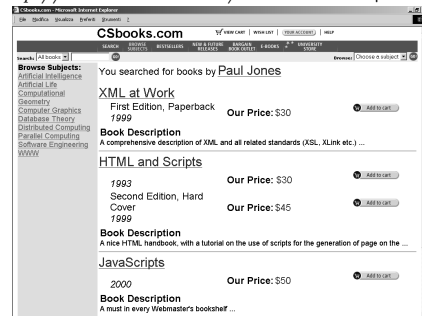 CSbooks.com - Microsoft Internet Explorer
File Modifica Visualizza Preferiti Strumenti ?
CSbooks.com
VIEW CART | WISH LIST | YOUR ACCOUNT | HELP
SEARCH BROWSE SUBJECTS BESTSELLERS NEW & FUTURE RELEASES BARGAIN BOOK OUTLET E-BOOKS UNIVERSITY STORE
Search: All books GO Browse: Choose a subject GO
Browse Subjects:
Artificial Intelligence
Artificial Life
Computational
Geometry
Computer Graphics
Database Theory
Distributed Computing
Parallel Computing
Software Engineering
WWW
You searched for books by Paul Jones
XML at Work
First Edition, Paperback
1999
Our Price: $30
Add to cart
Book Description
A comprehensive description of XML and all related standards (XSL, XLink etc.) ...
HTML and Scripts
1993
Our Price: $30
Add to cart
Second Edition, Hard
Cover
1999
Our Price: $45
Add to cart
Book Description
A nice HTML handbook, with a tutorial on the use of scripts for the generation of page on the ...
JavaScripts
2000
Our Price: $50
Add to cart
Book Description
A must in every Webmaster's bookshelf ...